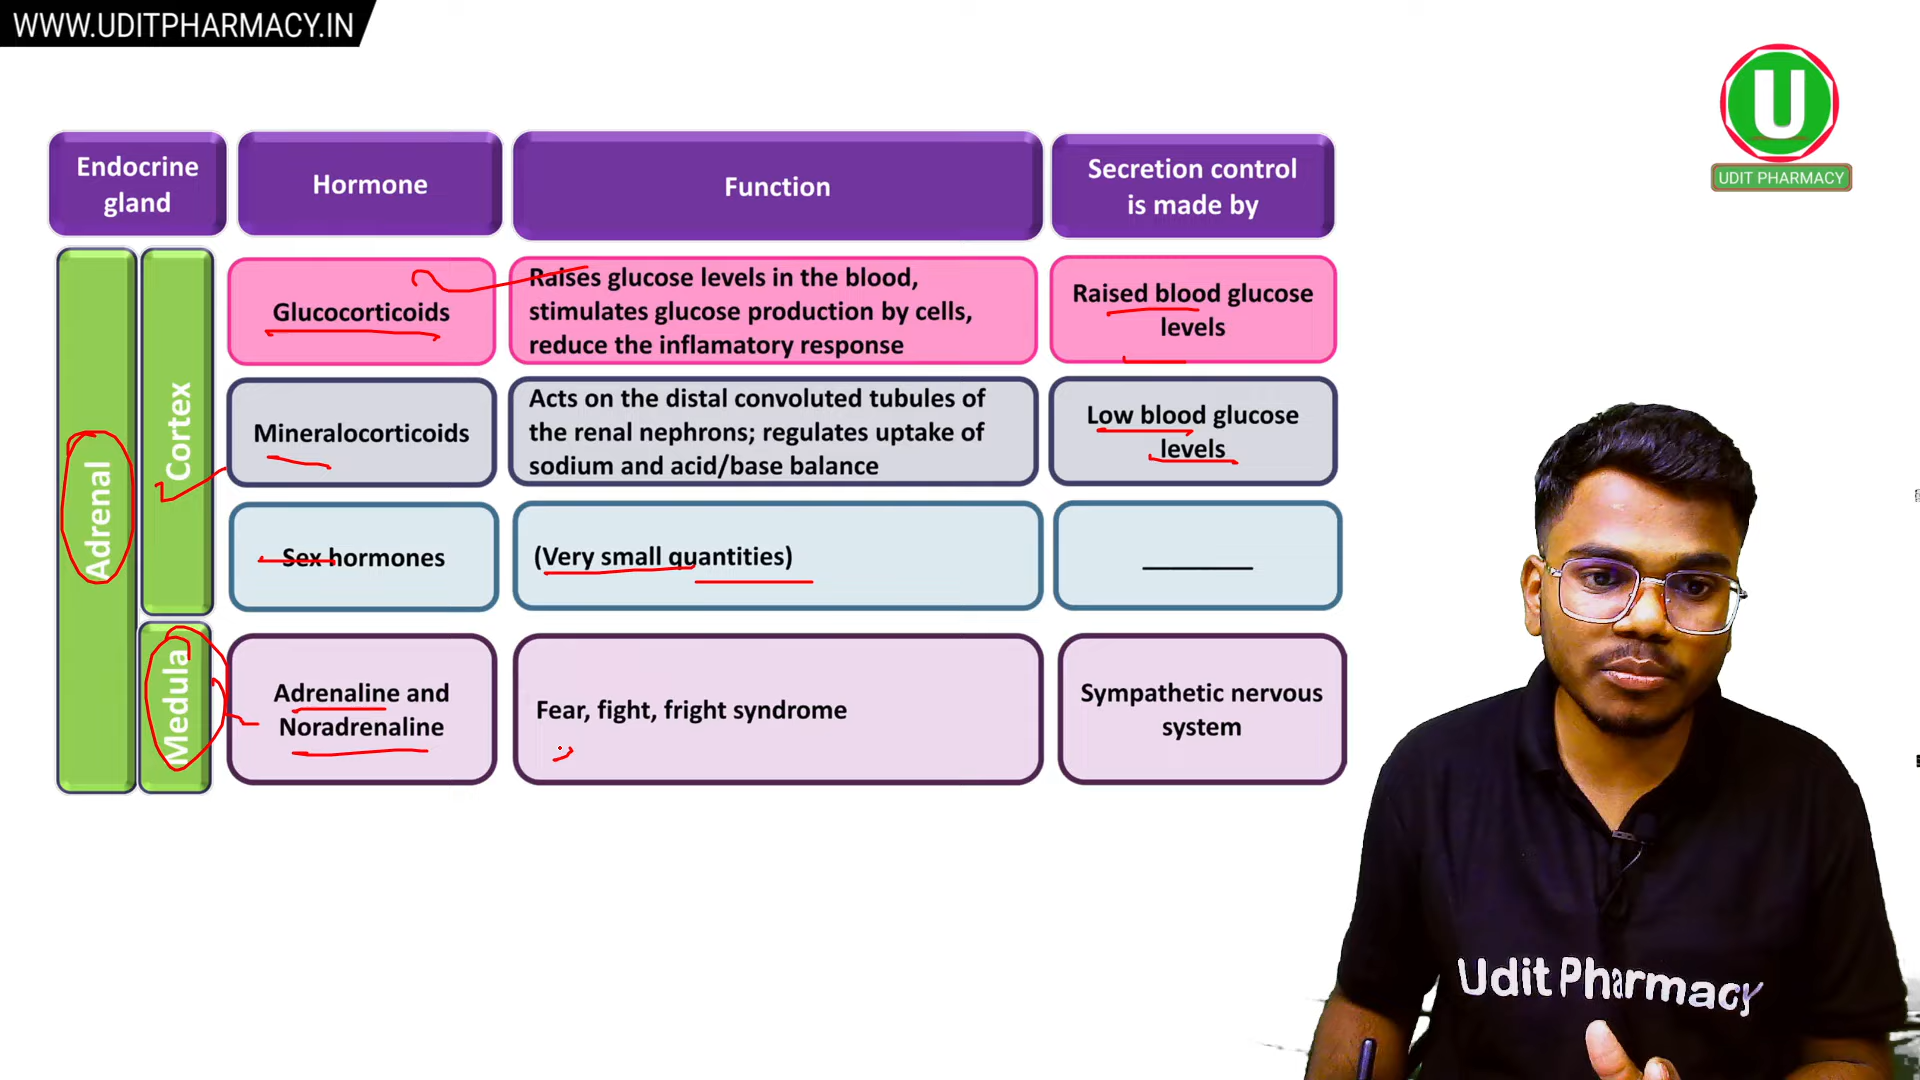 WWW.UDITPHARMACY.IN
U
UDIT PHARMACY
Endocrine
gland
Hormone
Function
Secretion control
is made by
Adrenal
Cortex
Glucocorticoids
Raises glucose levels in the blood,
stimulates glucose production by cells,
reduce the inflamatory response
Raised blood glucose
levels
Mineralocorticoids
Acts on the distal convoluted tubules of
the renal nephrons; regulates uptake of
sodium and acid/base balance
Low blood glucose
levels
Sex hormones
(Very small quantities)
Medula
Adrenaline and
Noradrenaline
Fear, fight, fright syndrome
Sympathetic nervous
system
Udit Pharmacy